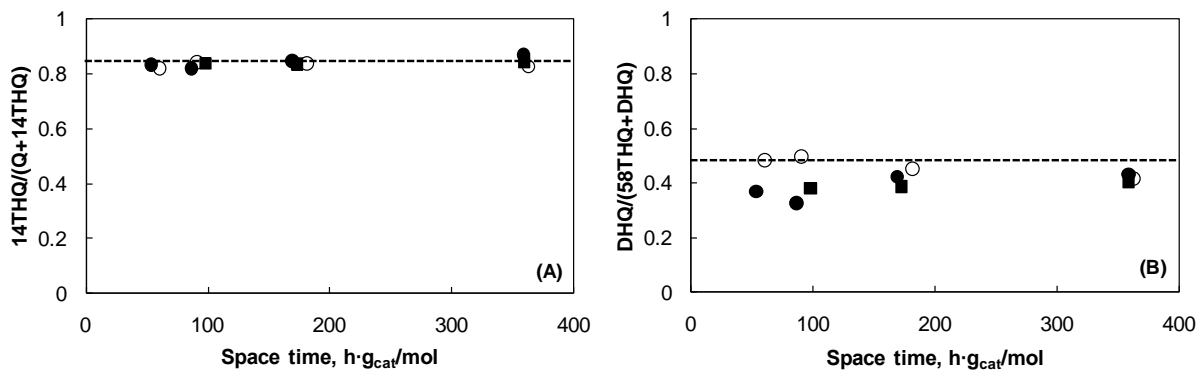 1
0.8
0.6
0.4
0.2
0
14THQ/(Q+14THQ)
(A)
0 100 200 300 400
Space time, h·gcat/mol
1
0.8
0.6
0.4
0.2
0
DHQ/(58THQ+DHQ)
(B)
0 100 200 300 400
Space time, h·gcat/mol